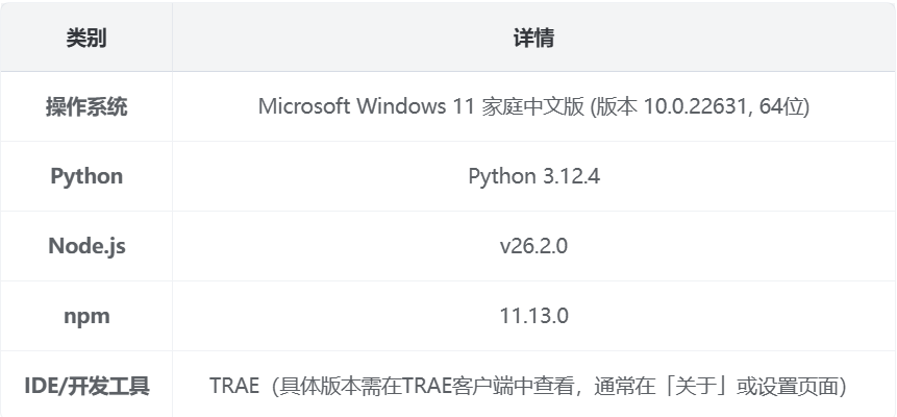 类别 详情
操作系统 Microsoft Windows 11 家庭中文版 (版本 10.0.22631, 64位)
Python Python 3.12.4
Node.js v26.2.0
npm 11.13.0
IDE/开发工具 TRAE（具体版本需在TRAE客户端中查看，通常在「关于」或设置页面）